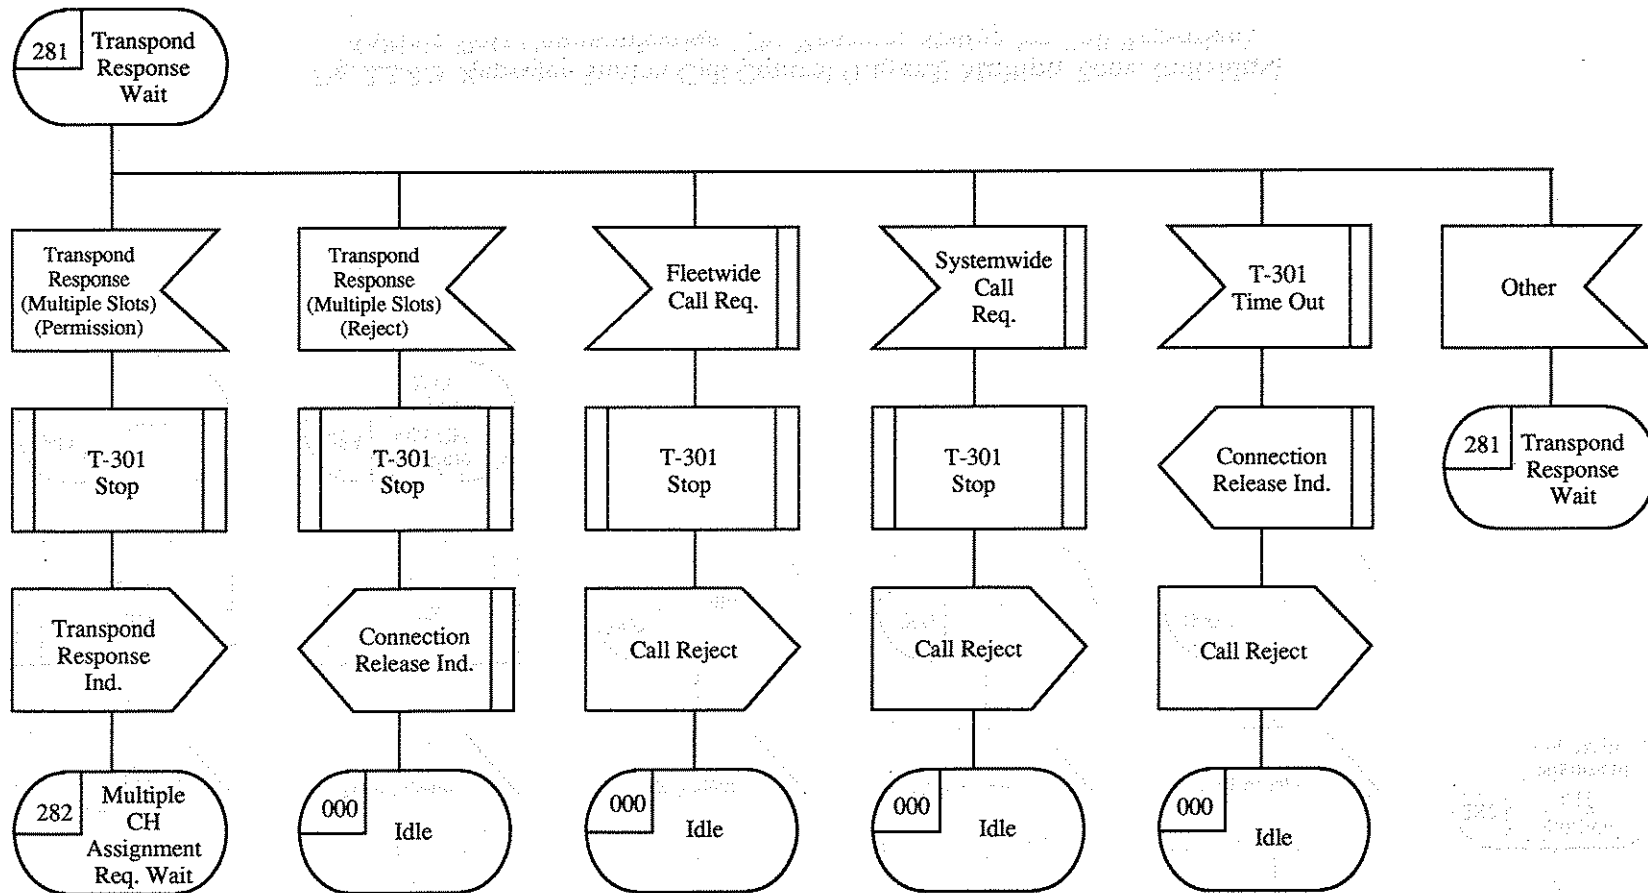 281
Transpond
Response
Wait
Transpond
Response
(Multiple Slots)
(Permission)
Transpond
Response
(Multiple Slots)
(Reject)
Fleetwide
Call Req.
Systemwide
Call
Req.
T-301
Time Out
Other
T-301
Stop
T-301
Stop
T-301
Stop
T-301
Stop
Connection
Release Ind.
281
Transpond
Response
Wait
Transpond
Response
Ind.
Connection
Release Ind.
Call Reject
Call Reject
Call Reject
282
Multiple
CH
Assignment
Req. Wait
000
Idle
000
Idle
000
Idle
000
Idle